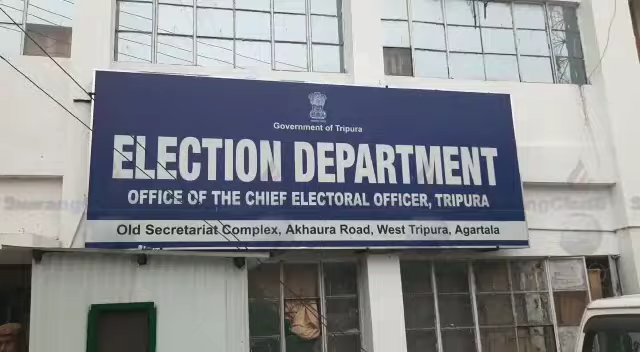 Government of Tripura
ELECTION DEPARTMENT
OFFICE OF THE CHIEF ELECTORAL OFFICER, TRIPURA
Old Secretariat Complex, Akhaura Road, West Tripura, Agartala